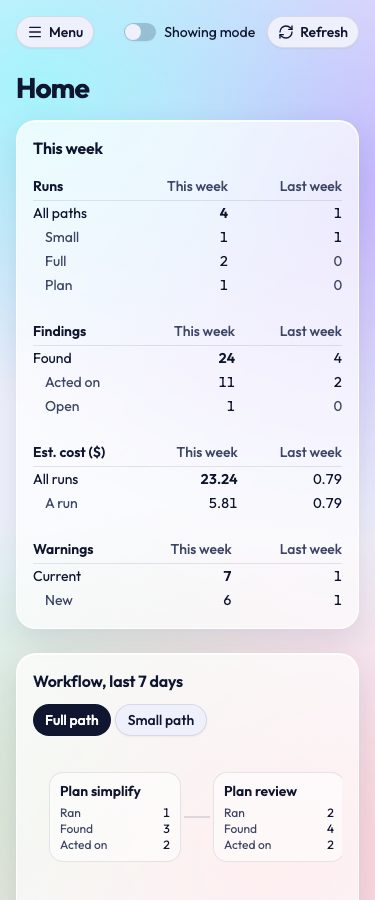 Menu Showing mode Refresh
Home
This week
Runs This week Last week
All paths 4 1
Small 1 1
Full 2 0
Plan 1 0
Findings This week Last week
Found 24 4
Acted on 11 2
Open 1 0
Est. cost ($) This week Last week
All runs 23.24 0.79
A run 5.81 0.79
Warnings This week Last week
Current 7 1
New 6 1
Workflow, last 7 days
Full path Small path
Plan simplify Plan review
Ran 1 Ran 2
Found 3 Found 4
Acted on 2 Acted on 2